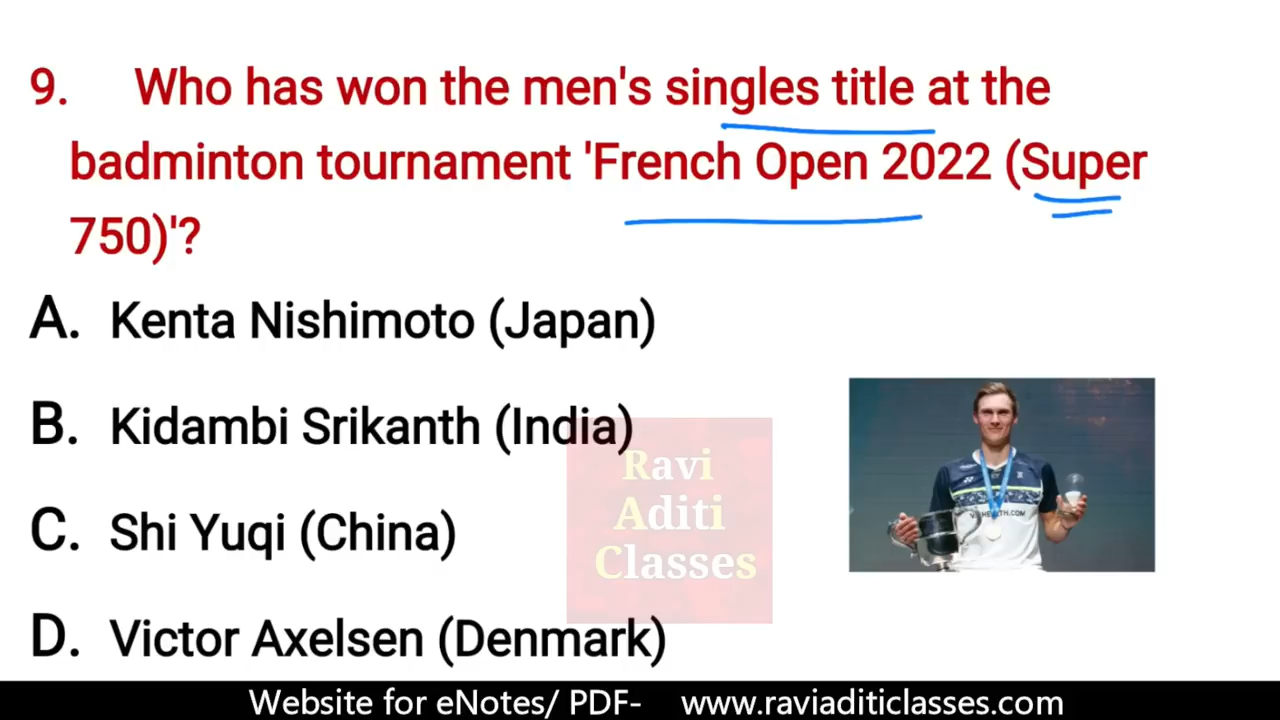 9. Who has won the men's singles title at the
badminton tournament 'French Open 2022 (Super
750)'?
A. Kenta Nishimoto (Japan)
B. Kidambi Srikanth (India)
C. Shi Yuqi (China)
D. Victor Axelsen (Denmark)
Ravi
Aditi
Classes
Website for eNotes/ PDF- www.raviaditiclasses.com